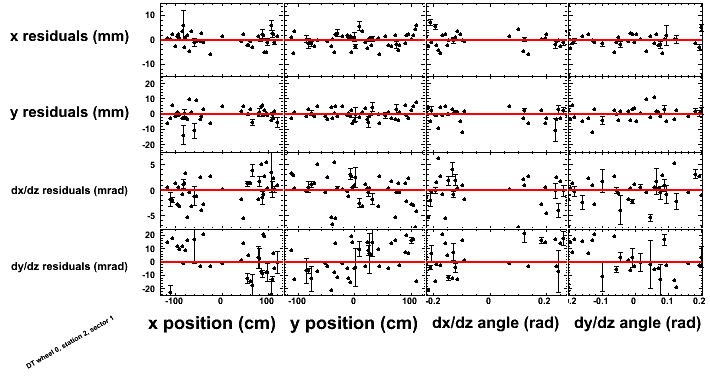 x residuals (mm)
10
0
-10
y residuals (mm)
20
10
0
-10
-20
dx/dz residuals (mrad)
5
0
-5
dy/dz residuals (mrad)
20
10
0
-10
-20
-100 0 100 -100 0 100 -0.2 0 0.2 .2 -0.1 0 0.1 0.2
x position (cm) y position (cm) dx/dz angle (rad) dy/dz angle (rad)
DT wheel 0, station 2, sector 1